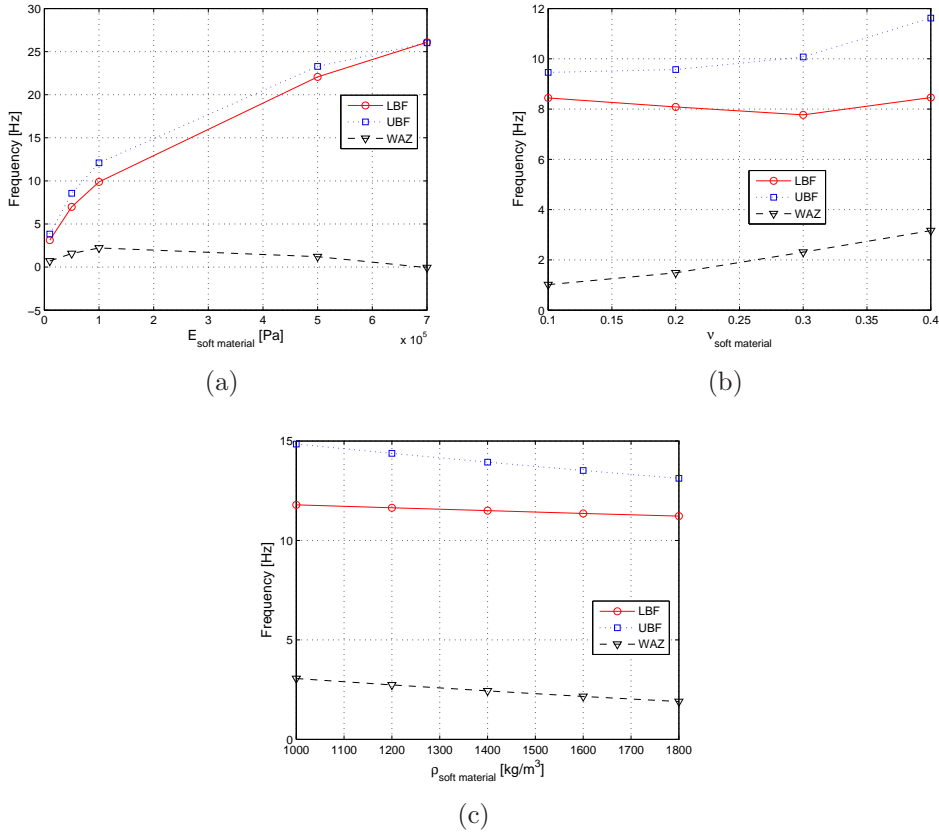 30
25
20
15
10
5
0
−5
Frequency [Hz]
LBF
UBF
WAZ
0 1 2 3 4 5 6 7
x 10^5
E_soft material [Pa]
(a)
12
10
8
6
4
2
0
Frequency [Hz]
LBF
UBF
WAZ
0.1 0.15 0.2 0.25 0.3 0.35 0.4
ν_soft material
(b)
15
10
5
0
Frequency [Hz]
LBF
UBF
WAZ
1000 1100 1200 1300 1400 1500 1600 1700 1800
ρ_soft material [kg/m³]
(c)